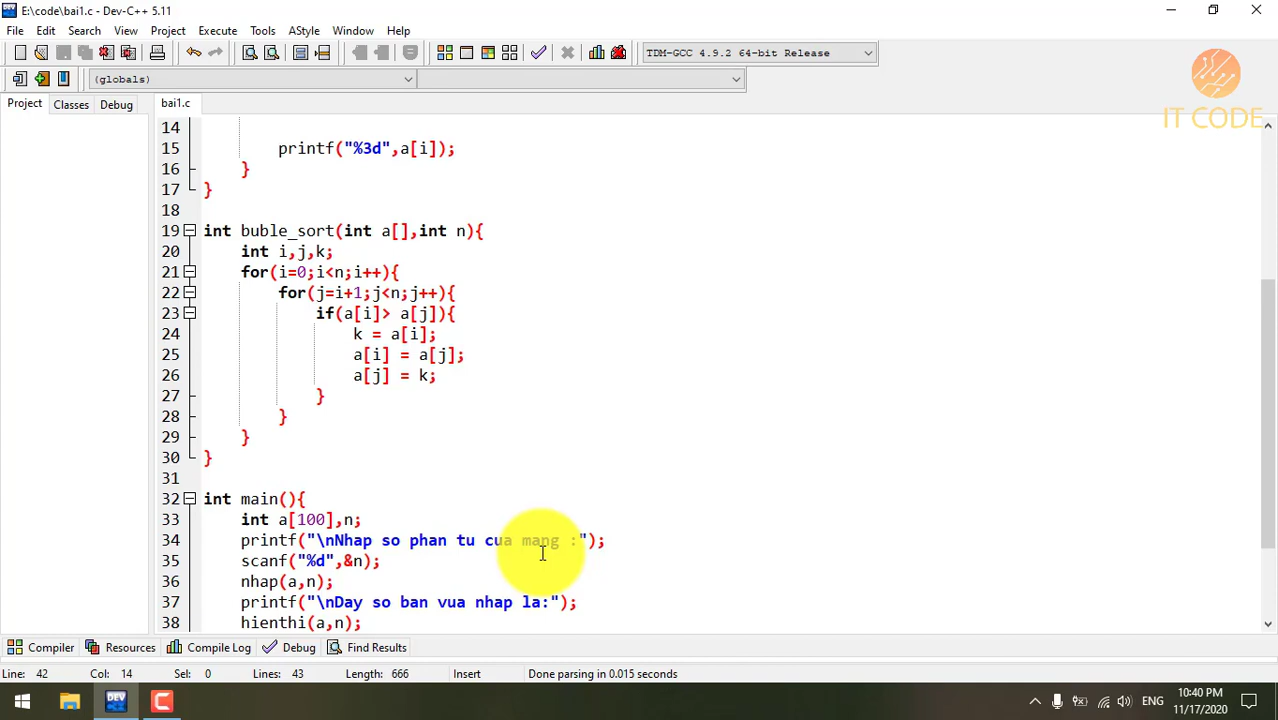 E:\code\bai1.c - Dev-C++ 5.11
File Edit Search View Project Execute Tools AStyle Window Help
TDM-GCC 4.9.2 64-bit Release
(globals)
IT CODE
Project Classes Debug
bai1.c
14
15 printf("%3d",a[i]);
16 }
17 }
18
19 int buble_sort(int a[],int n){
20 int i,j,k;
21 for(i=0;i<n;i++){
22 for(j=i+1;j<n;j++){
23 if(a[i]> a[j]){
24 k = a[i];
25 a[i] = a[j];
26 a[j] = k;
27 }
28 }
29 }
30 }
31
32 int main(){
33 int a[100],n;
34 printf("\nNhap so phan tu cua mang :");
35 scanf("%d",&n);
36 nhap(a,n);
37 printf("\nDay so ban vua nhap la:");
38 hienthi(a,n);
Compiler Resources Compile Log Debug Find Results
Line: 42 Col: 14 Sel: 0 Lines: 43 Length: 666 Insert Done parsing in 0.015 seconds
DEV
ENG
10:40 PM
11/17/2020